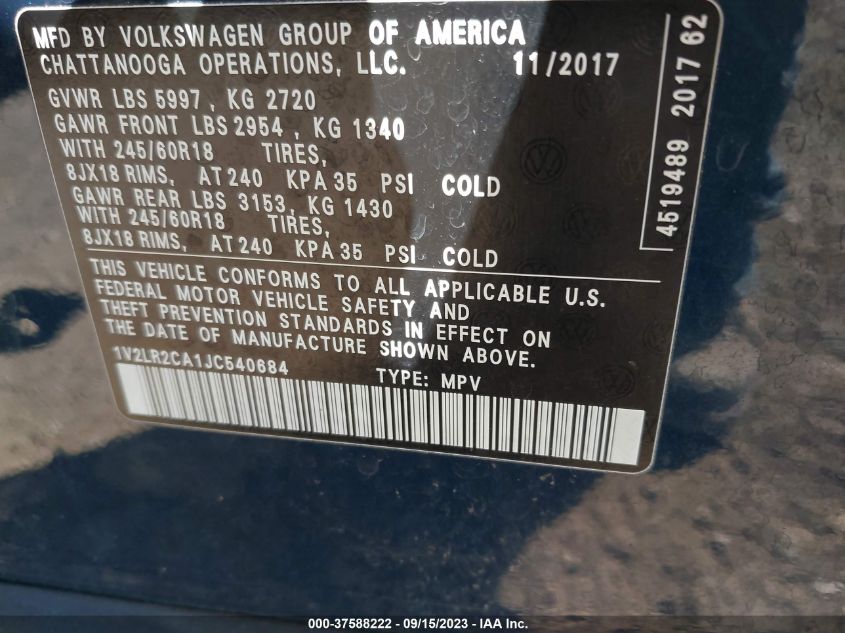 MFD BY VOLKSWAGEN GROUP OF AMERICA
CHATTANOOGA OPERATIONS, LLC. 11/2017
GVWR LBS 5997 , KG 2720
GAWR FRONT LBS 2954 , KG 1340
WITH 245/60R18 TIRES,
8JX18 RIMS, AT 240 KPA 35 PSI COLD
GAWR REAR LBS 3153, KG 1430
WITH 245/60R18 TIRES,
8JX18 RIMS, AT 240 KPA 35 PSI COLD
THIS VEHICLE CONFORMS TO ALL APPLICABLE U.S.
FEDERAL MOTOR VEHICLE SAFETY AND
THEFT PREVENTION STANDARDS IN EFFECT ON
THE DATE OF MANUFACTURE SHOWN ABOVE.
1V2LR2CA1JC540684 TYPE: MPV
4519489 2017 62
000-37588222 - 09/15/2023 - IAA Inc.